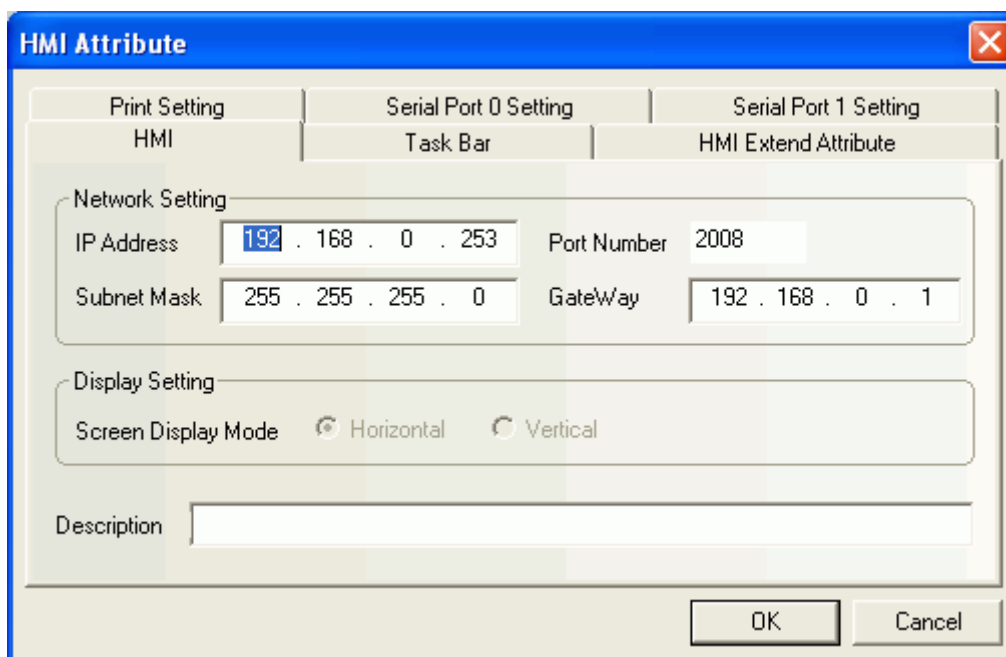 HMI Attribute
Print Setting Serial Port 0 Setting Serial Port 1 Setting
HMI Task Bar HMI Extend Attribute
Network Setting
IP Address 192 . 168 . 0 . 253 Port Number 2008
Subnet Mask 255 . 255 . 255 . 0 GateWay 192 . 168 . 0 . 1
Display Setting
Screen Display Mode Horizontal Vertical
Description
OK Cancel